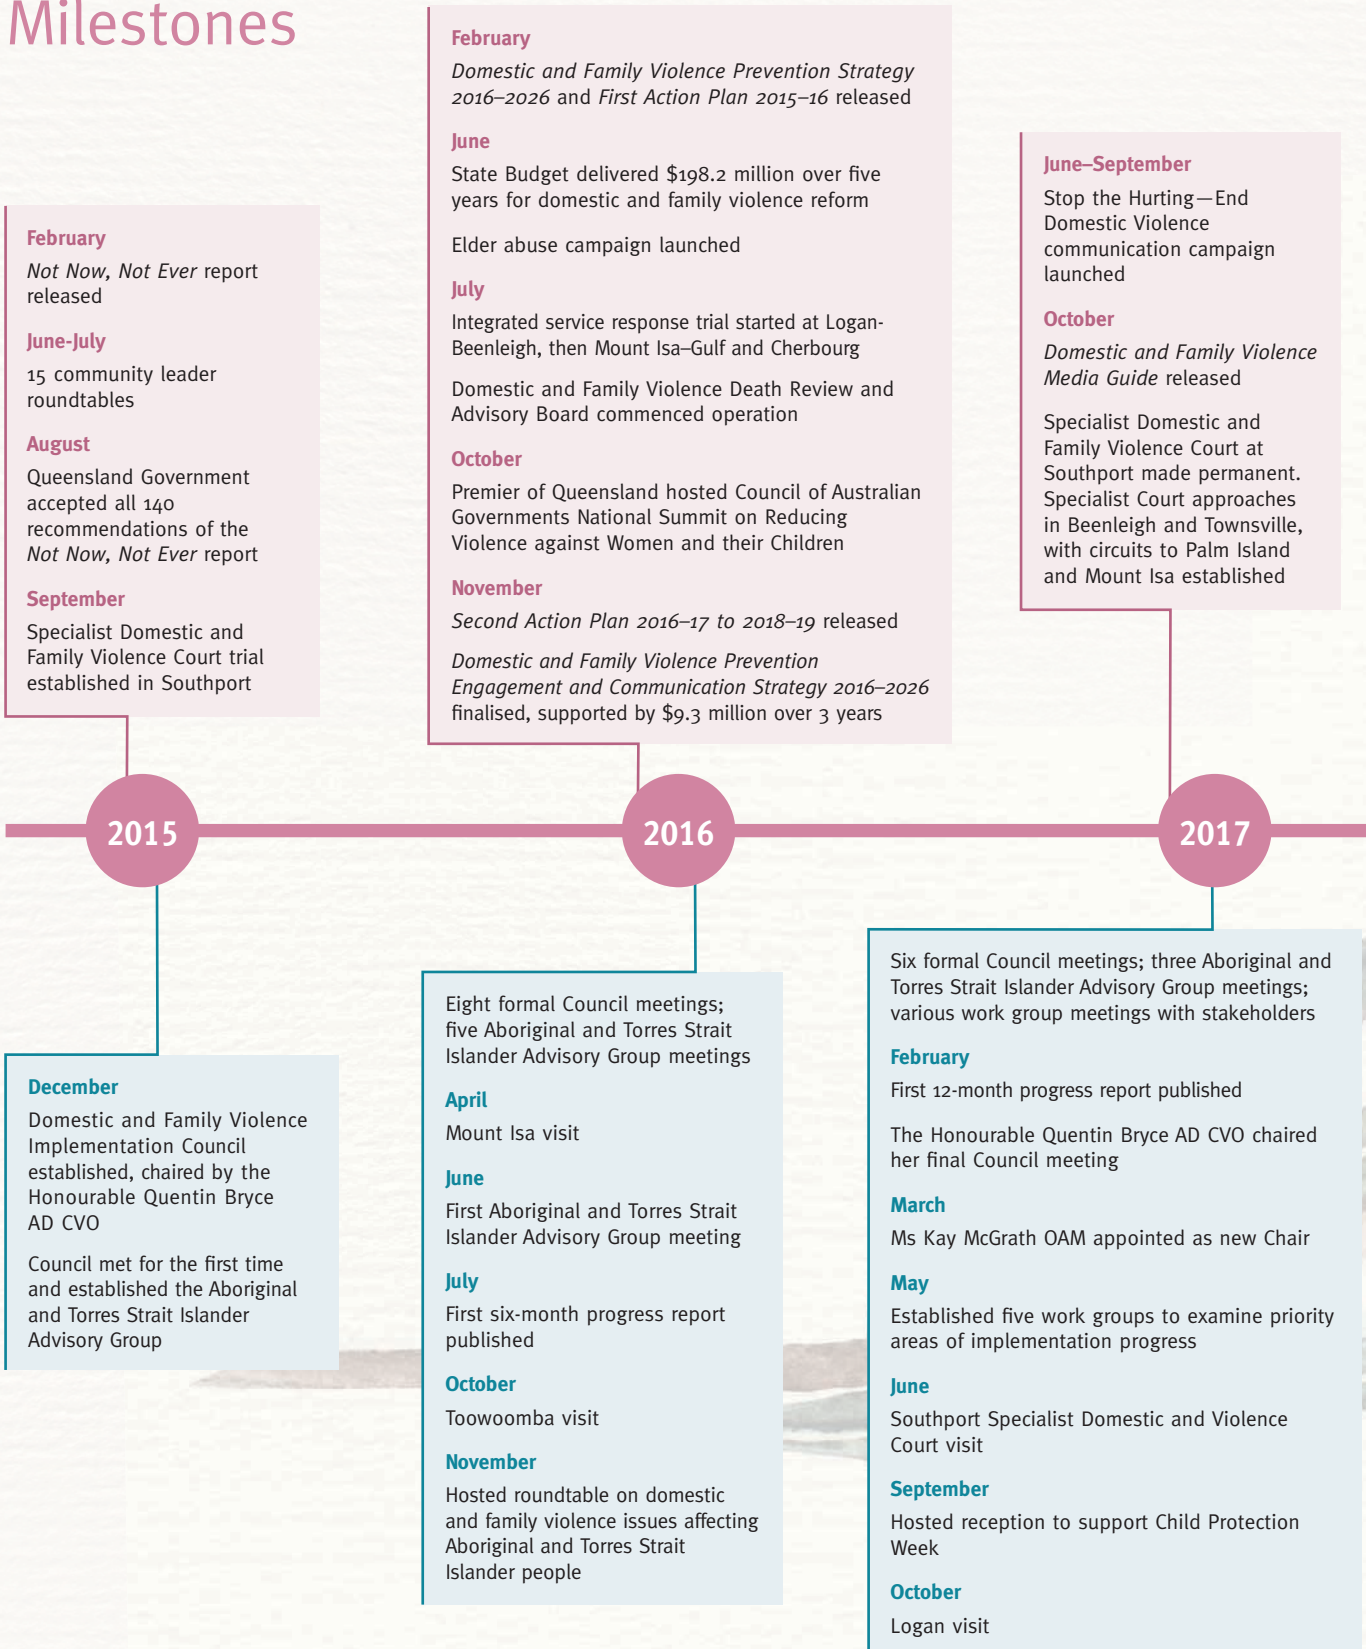 Milestones
February
Not Now, Not Ever report
released
June-July
15 community leader
roundtables
August
Queensland Government
accepted all 140
recommendations of the
Not Now, Not Ever report
September
Specialist Domestic and
Family Violence Court trial
established in Southport
February
Domestic and Family Violence Prevention Strategy
2016–2026 and First Action Plan 2015–16 released
June
State Budget delivered $198.2 million over five
years for domestic and family violence reform
Elder abuse campaign launched
July
Integrated service response trial started at Logan-
Beenleigh, then Mount Isa–Gulf and Cherbourg
Domestic and Family Violence Death Review and
Advisory Board commenced operation
October
Premier of Queensland hosted Council of Australian
Governments National Summit on Reducing
Violence against Women and their Children
November
Second Action Plan 2016–17 to 2018–19 released
Domestic and Family Violence Prevention
Engagement and Communication Strategy 2016–2026
finalised, supported by $9.3 million over 3 years
June–September
Stop the Hurting—End
Domestic Violence
communication campaign
launched
October
Domestic and Family Violence
Media Guide released
Specialist Domestic and
Family Violence Court at
Southport made permanent.
Specialist Court approaches
in Beenleigh and Townsville,
with circuits to Palm Island
and Mount Isa established
2015
2016
2017
December
Domestic and Family Violence
Implementation Council
established, chaired by the
Honourable Quentin Bryce
AD CVO
Council met for the first time
and established the Aboriginal
and Torres Strait Islander
Advisory Group
Eight formal Council meetings;
five Aboriginal and Torres Strait
Islander Advisory Group meetings
April
Mount Isa visit
June
First Aboriginal and Torres Strait
Islander Advisory Group meeting
July
First six-month progress report
published
October
Toowoomba visit
November
Hosted roundtable on domestic
and family violence issues affecting
Aboriginal and Torres Strait
Islander people
Six formal Council meetings; three Aboriginal and
Torres Strait Islander Advisory Group meetings;
various work group meetings with stakeholders
February
First 12-month progress report published
The Honourable Quentin Bryce AD CVO chaired
her final Council meeting
March
Ms Kay McGrath OAM appointed as new Chair
May
Established five work groups to examine priority
areas of implementation progress
June
Southport Specialist Domestic and Violence
Court visit
September
Hosted reception to support Child Protection
Week
October
Logan visit